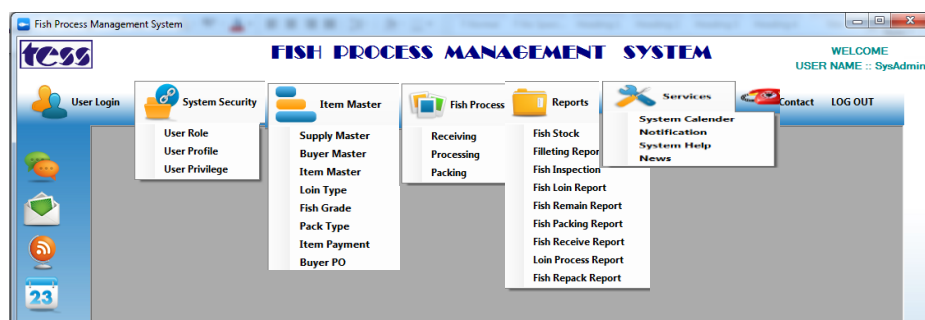 Fish Process Management System
tess
FISH PROCESS MANAGEMENT SYSTEM
WELCOME
USER NAME :: SysAdmin
User Login
System Security
User Role
User Profile
User Privilege
Item Master
Supply Master
Buyer Master
Item Master
Loin Type
Fish Grade
Pack Type
Item Payment
Buyer PO
Fish Process
Receiving
Processing
Packing
Reports
Fish Stock
Filleting Repor
Fish Inspection
Fish Loin Report
Fish Remain Report
Fish Packing Report
Fish Receive Report
Loin Process Report
Fish Repack Report
Services
System Calender
Notification
System Help
News
Contact
LOG OUT
23